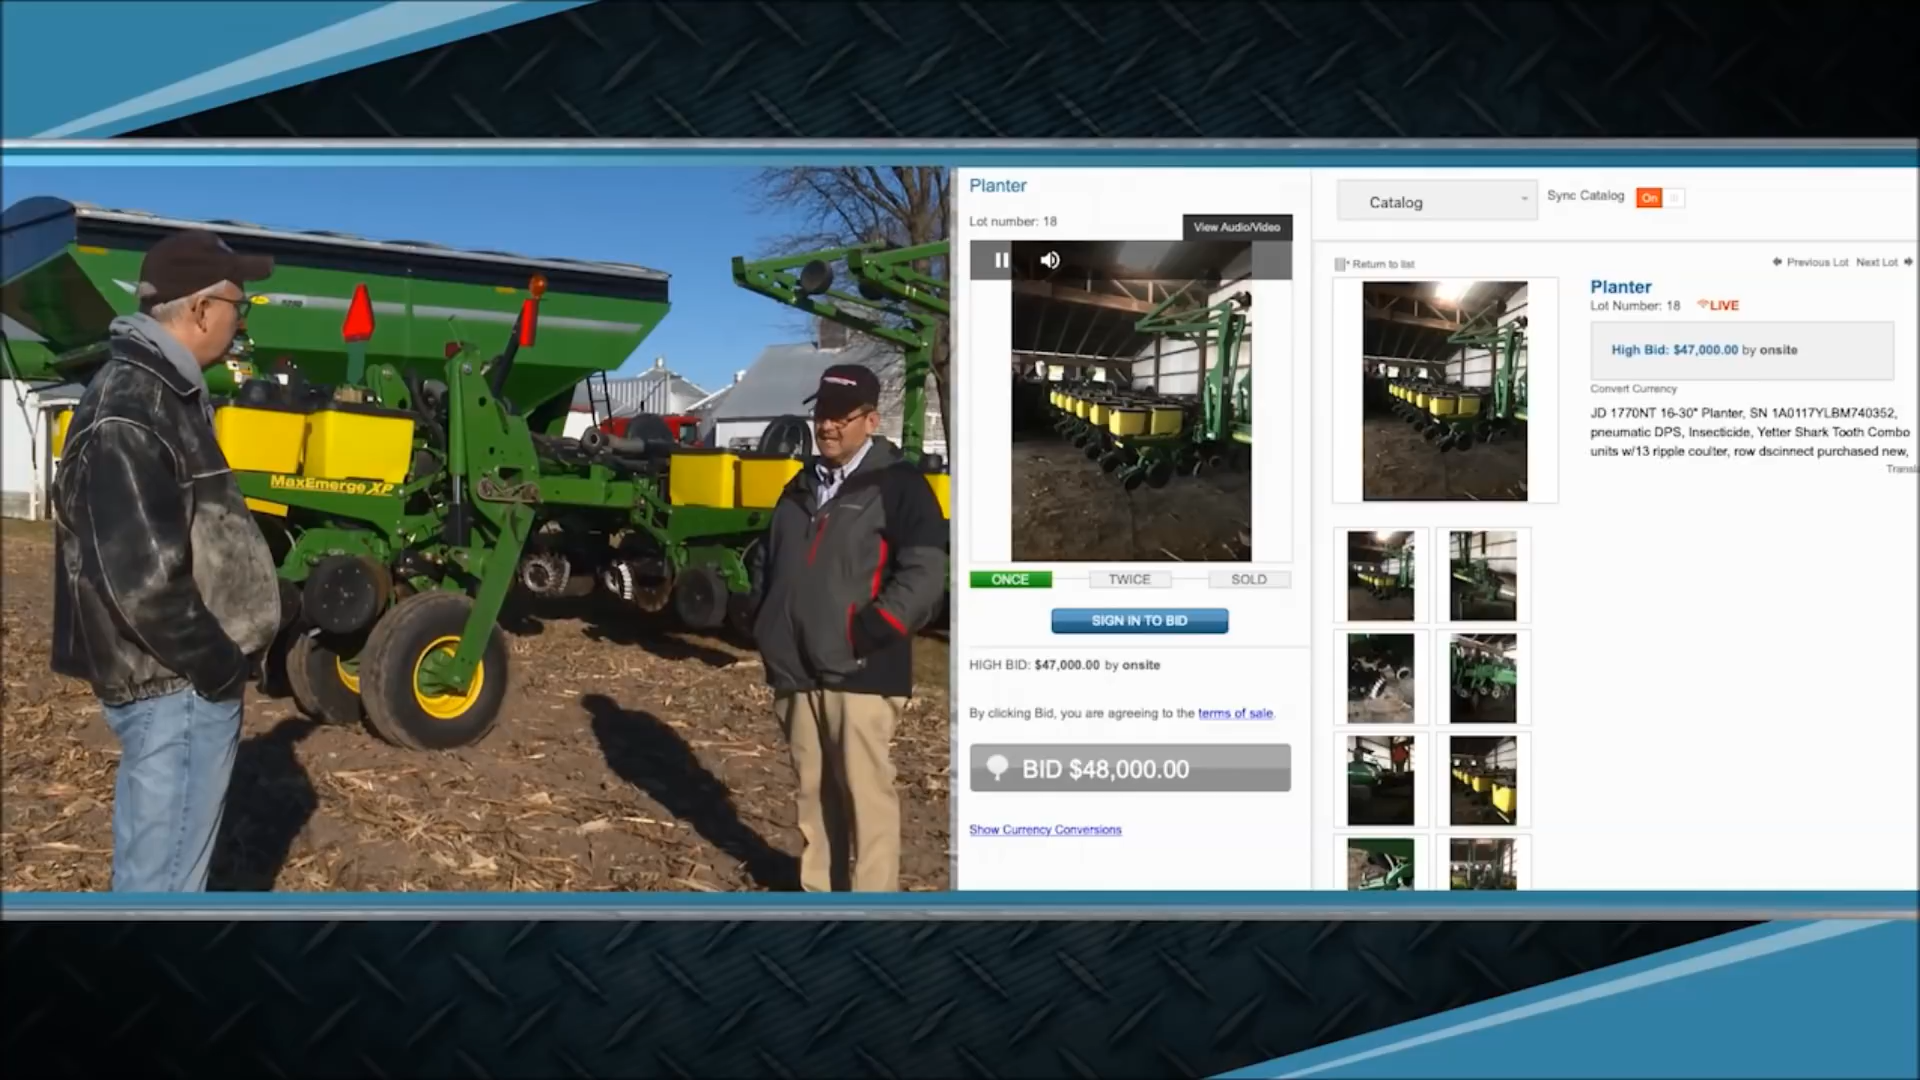 MaxEmerge XP
Planter
Lot number: 18
View Audio/Video
ONCE
TWICE
SOLD
SIGN IN TO BID
HIGH BID: $47,000.00 by onsite
By clicking Bid, you are agreeing to the terms of sale.
BID $48,000.00
Show Currency Conversions
Catalog
Sync Catalog On
Return to list
Previous Lot Next Lot
Planter
Lot Number: 18 LIVE
High Bid: $47,000.00 by onsite
Convert Currency
JD 1770NT 16-30" Planter, SN 1A0117YLBM740352,
pneumatic DPS, Insecticide, Yetter Shark Tooth Combo
units w/13 ripple coulter, row dscinnect purchased new,
Transla